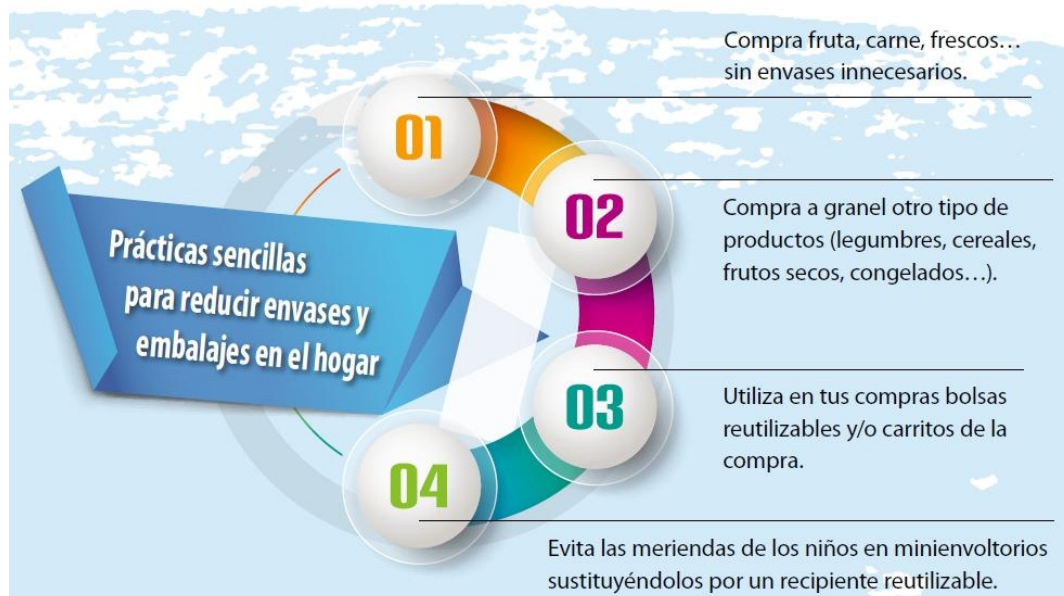 Prácticas sencillas
para reducir envases y
embalajes en el hogar
01
Compra fruta, carne, frescos…
sin envases innecesarios.
02
Compra a granel otro tipo de
productos (legumbres, cereales,
frutos secos, congelados…).
03
Utiliza en tus compras bolsas
reutilizables y/o carritos de la
compra.
04
Evita las meriendas de los niños en minienvoltorios
sustituyéndolos por un recipiente reutilizable.